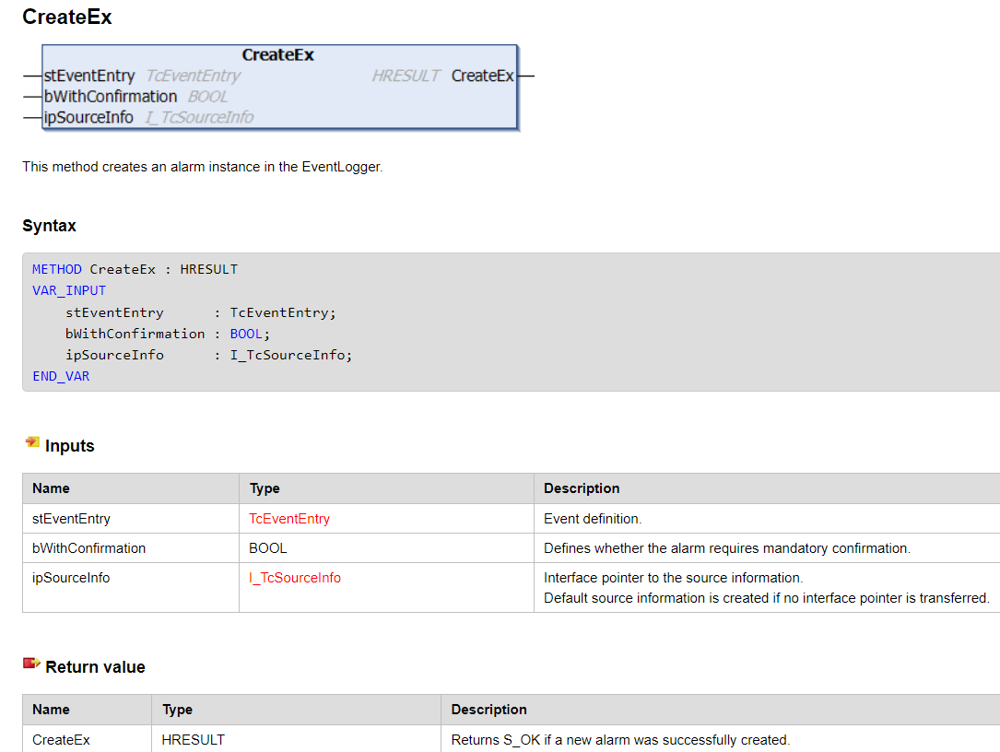 CreateEx
CreateEx
stEventEntry TcEventEntry HRESULT CreateEx
bWithConfirmation BOOL
ipSourceInfo I_TcSourceInfo
This method creates an alarm instance in the EventLogger.
Syntax
METHOD CreateEx : HRESULT
VAR_INPUT
    stEventEntry      : TcEventEntry;
    bWithConfirmation : BOOL;
    ipSourceInfo      : I_TcSourceInfo;
END_VAR
Inputs
Name Type Description
stEventEntry TcEventEntry Event definition.
bWithConfirmation BOOL Defines whether the alarm requires mandatory confirmation.
ipSourceInfo I_TcSourceInfo Interface pointer to the source information.
Default source information is created if no interface pointer is transferred.
Return value
Name Type Description
CreateEx HRESULT Returns S_OK if a new alarm was successfully created.